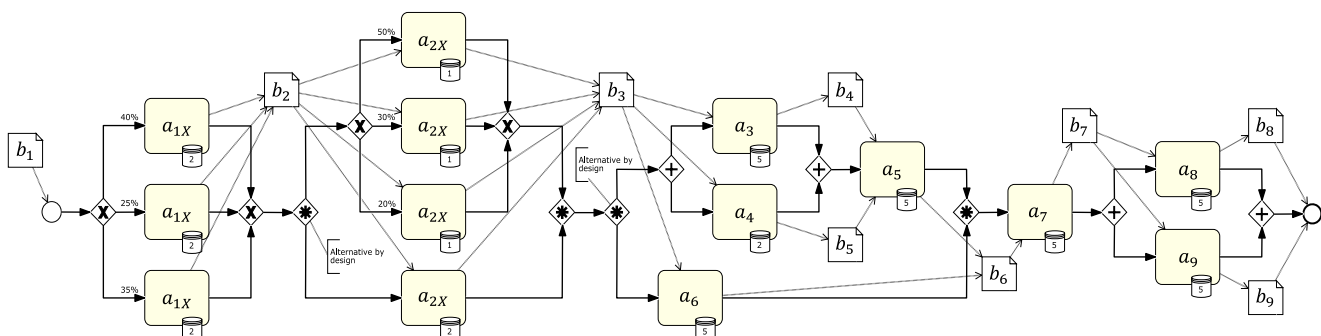 b1
40%
a1X
2
25%
a1X
2
35%
a1X
2
b2
Alternative by
design
50%
a2X
1
30%
a2X
1
20%
a2X
1
a2X
2
b3
Alternative by
design
a3
5
a4
2
a6
5
b4
b5
a5
5
b6
a7
5
b7
a8
5
a9
5
b8
b9